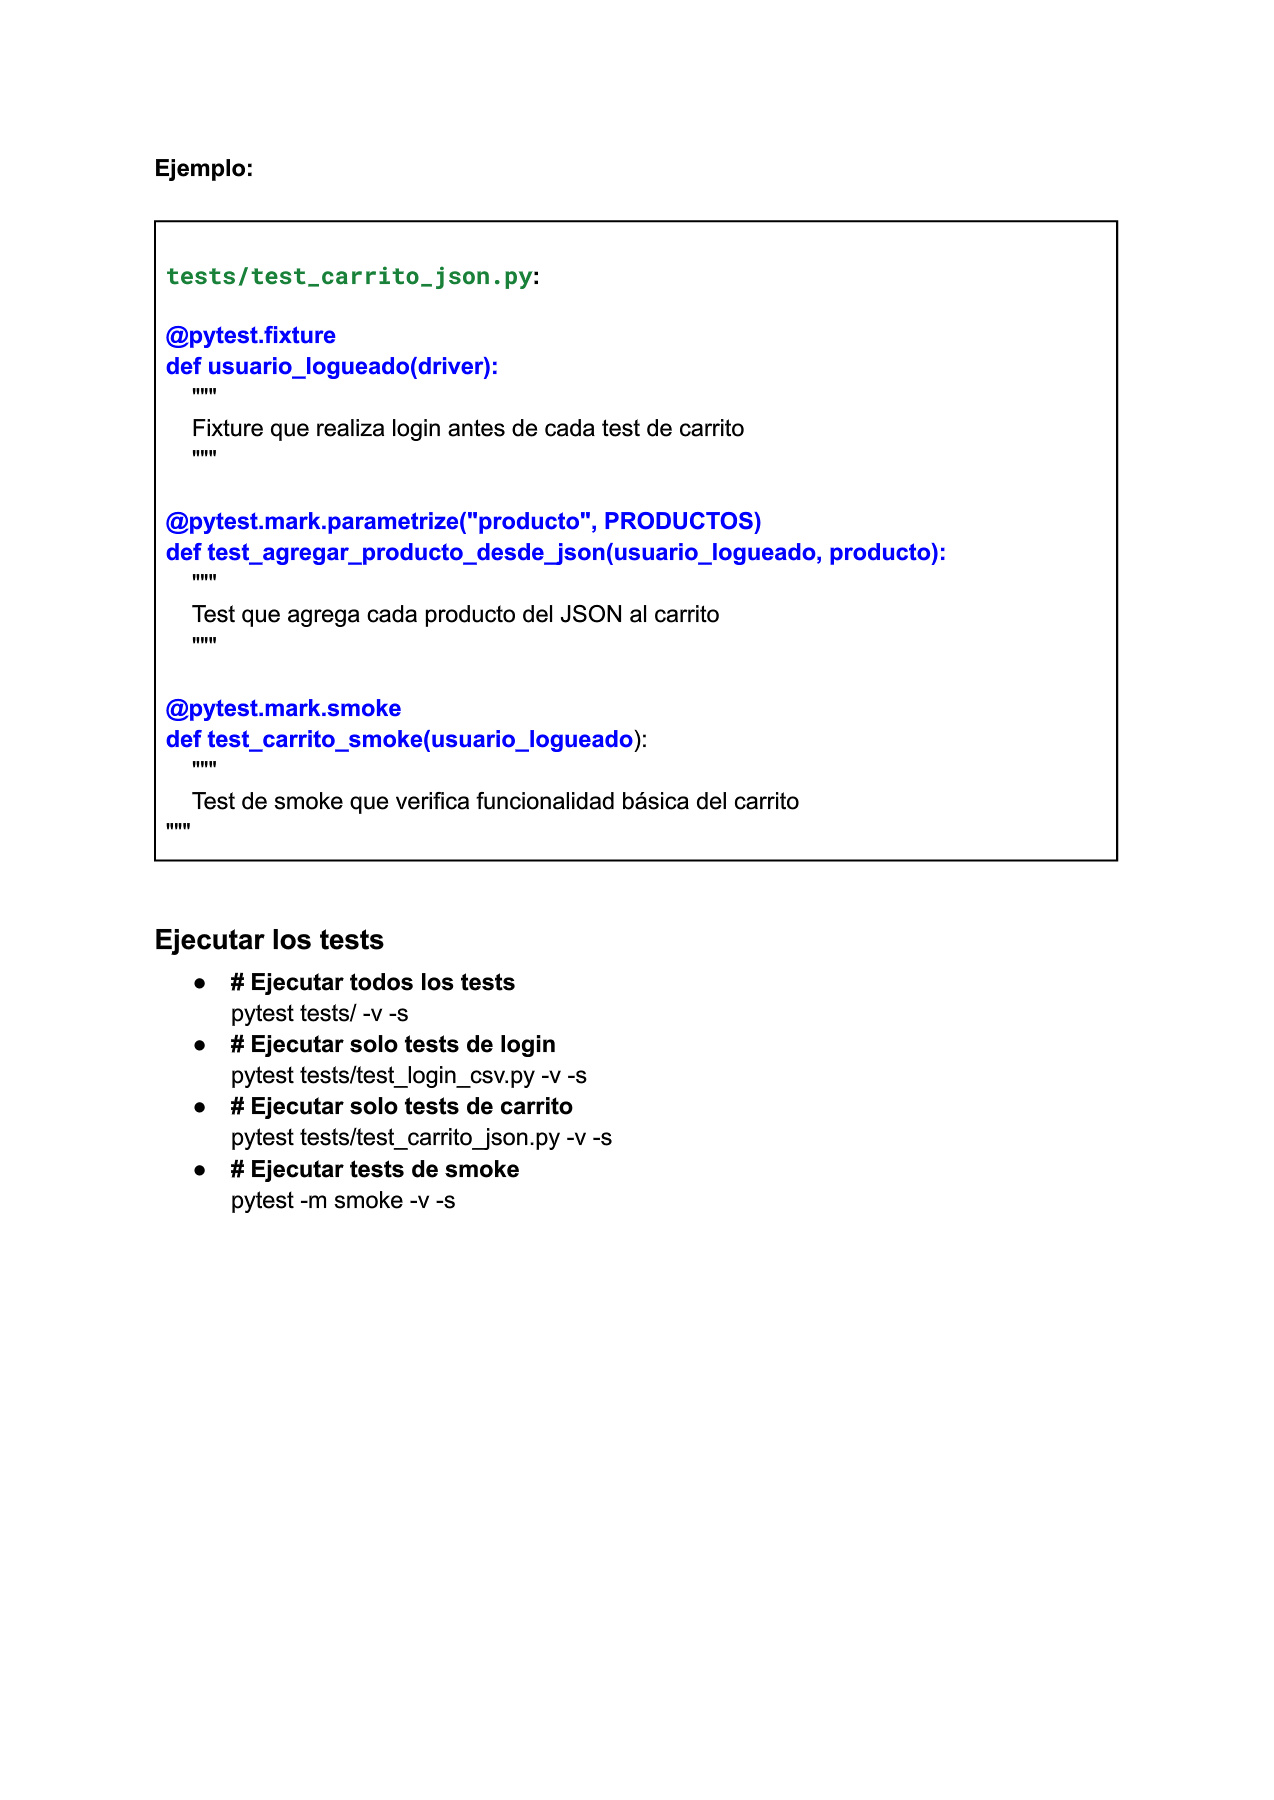 Ejemplo:
tests/test_carrito_json.py:
@pytest.fixture
def usuario_logueado(driver):
"""
Fixture que realiza login antes de cada test de carrito
"""
@pytest.mark.parametrize("producto", PRODUCTOS)
def test_agregar_producto_desde_json(usuario_logueado, producto):
"""
Test que agrega cada producto del JSON al carrito
"""
@pytest.mark.smoke
def test_carrito_smoke(usuario_logueado):
"""
Test de smoke que verifica funcionalidad básica del carrito
"""
Ejecutar los tests
● # Ejecutar todos los tests
pytest tests/ -v -s
● # Ejecutar solo tests de login
pytest tests/test_login_csv.py -v -s
● # Ejecutar solo tests de carrito
pytest tests/test_carrito_json.py -v -s
● # Ejecutar tests de smoke
pytest -m smoke -v -s